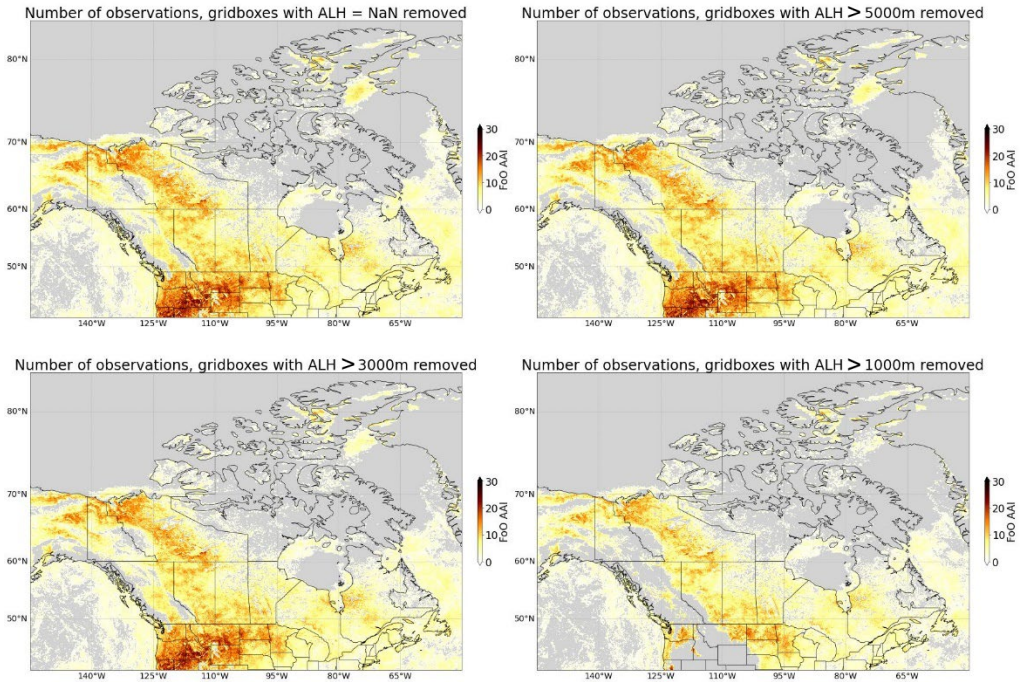 Number of observations, gridboxes with ALH = NaN removed
80°N
70°N
60°N
50°N
140°W 125°W 110°W 95°W 80°W 65°W
30
20
10
0
FoO AAI
Number of observations, gridboxes with ALH > 5000m removed
80°N
70°N
60°N
50°N
140°W 125°W 110°W 95°W 80°W 65°W
30
20
10
0
FoO AAI
Number of observations, gridboxes with ALH > 3000m removed
80°N
70°N
60°N
50°N
140°W 125°W 110°W 95°W 80°W 65°W
30
20
10
0
FoO AAI
Number of observations, gridboxes with ALH > 1000m removed
80°N
70°N
60°N
50°N
140°W 125°W 110°W 95°W 80°W 65°W
30
20
10
0
FoO AAI